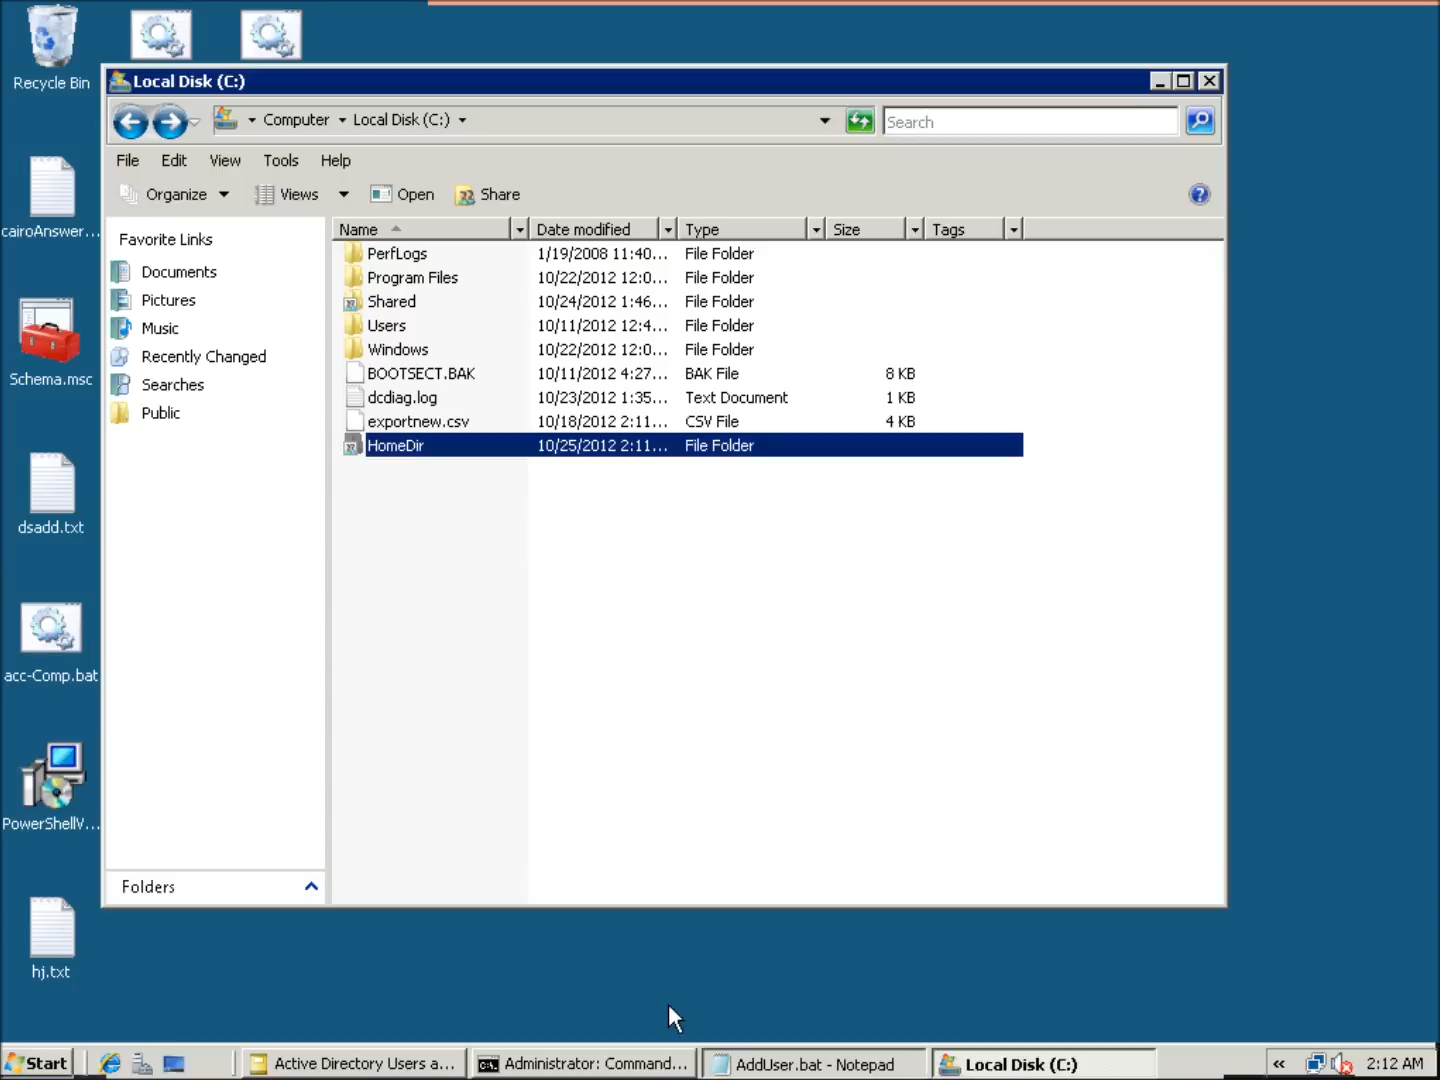 Recycle Bin
Local Disk (C:)
Computer
Local Disk (C:)
Search
File
Edit
View
Tools
Help
Organize
Views
Open
Share
Favorite Links
Documents
Pictures
Music
Recently Changed
Searches
Public
Folders
Name
Date modified
Type
Size
Tags
PerfLogs 1/19/2008 11:40... File Folder
Program Files 10/22/2012 12:0... File Folder
Shared 10/24/2012 1:46... File Folder
Users 10/11/2012 12:4... File Folder
Windows 10/22/2012 12:0... File Folder
BOOTSECT.BAK 10/11/2012 4:27... BAK File 8 KB
dcdiag.log 10/23/2012 1:35... Text Document 1 KB
exportnew.csv 10/18/2012 2:11... CSV File 4 KB
HomeDir 10/25/2012 2:11... File Folder
cairoAnswer...
Schema.msc
dsadd.txt
acc-Comp.bat
PowerShellV...
hj.txt
Start
Active Directory Users a...
Administrator: Command...
AddUser.bat - Notepad
Local Disk (C:)
2:12 AM